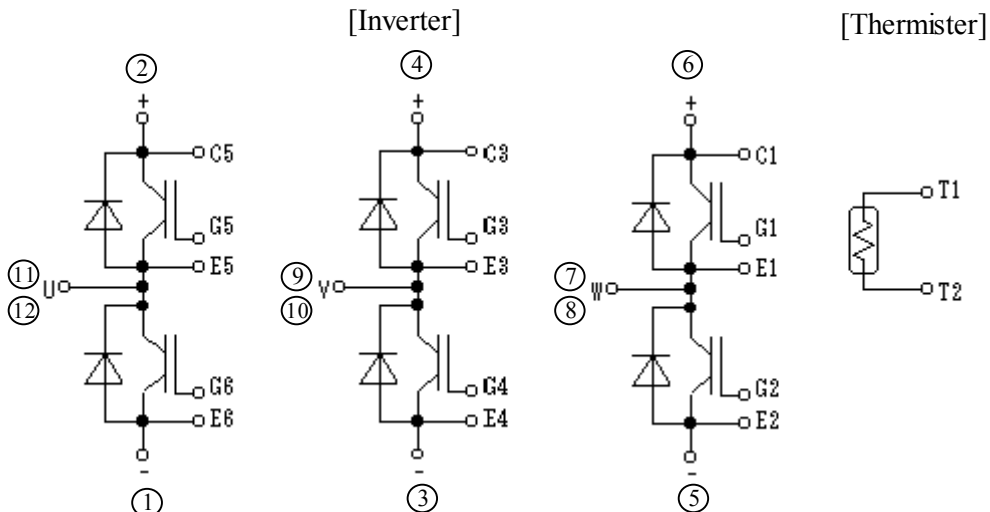 [Inverter]
[Thermister]
② ④ ⑥
+ + +
C5 C3 C1
T1
G5 G3 G1
E5 E3 E1
⑪ ⑨ ⑦
U V W
⑫ ⑩ ⑧
T2
G6 G4 G2
E6 E4 E2
- - -
① ③ ⑤